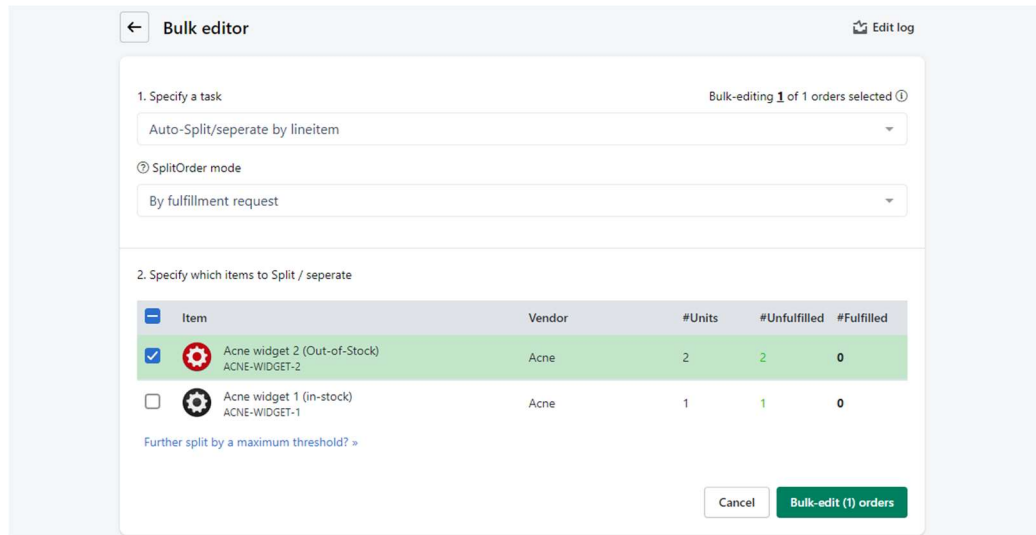 Bulk editor
Edit log
1. Specify a task
Bulk-editing 1 of 1 orders selected
Auto-Split/seperate by lineitem
SplitOrder mode
By fulfillment request
2. Specify which items to Split / seperate
Item Vendor #Units #Unfulfilled #Fulfilled
Acne widget 2 (Out-of-Stock)
ACNE-WIDGET-2
Acne 2 2 0
Acne widget 1 (in-stock)
ACNE-WIDGET-1
Acne 1 1 0
Further split by a maximum threshold? »
Cancel
Bulk-edit (1) orders